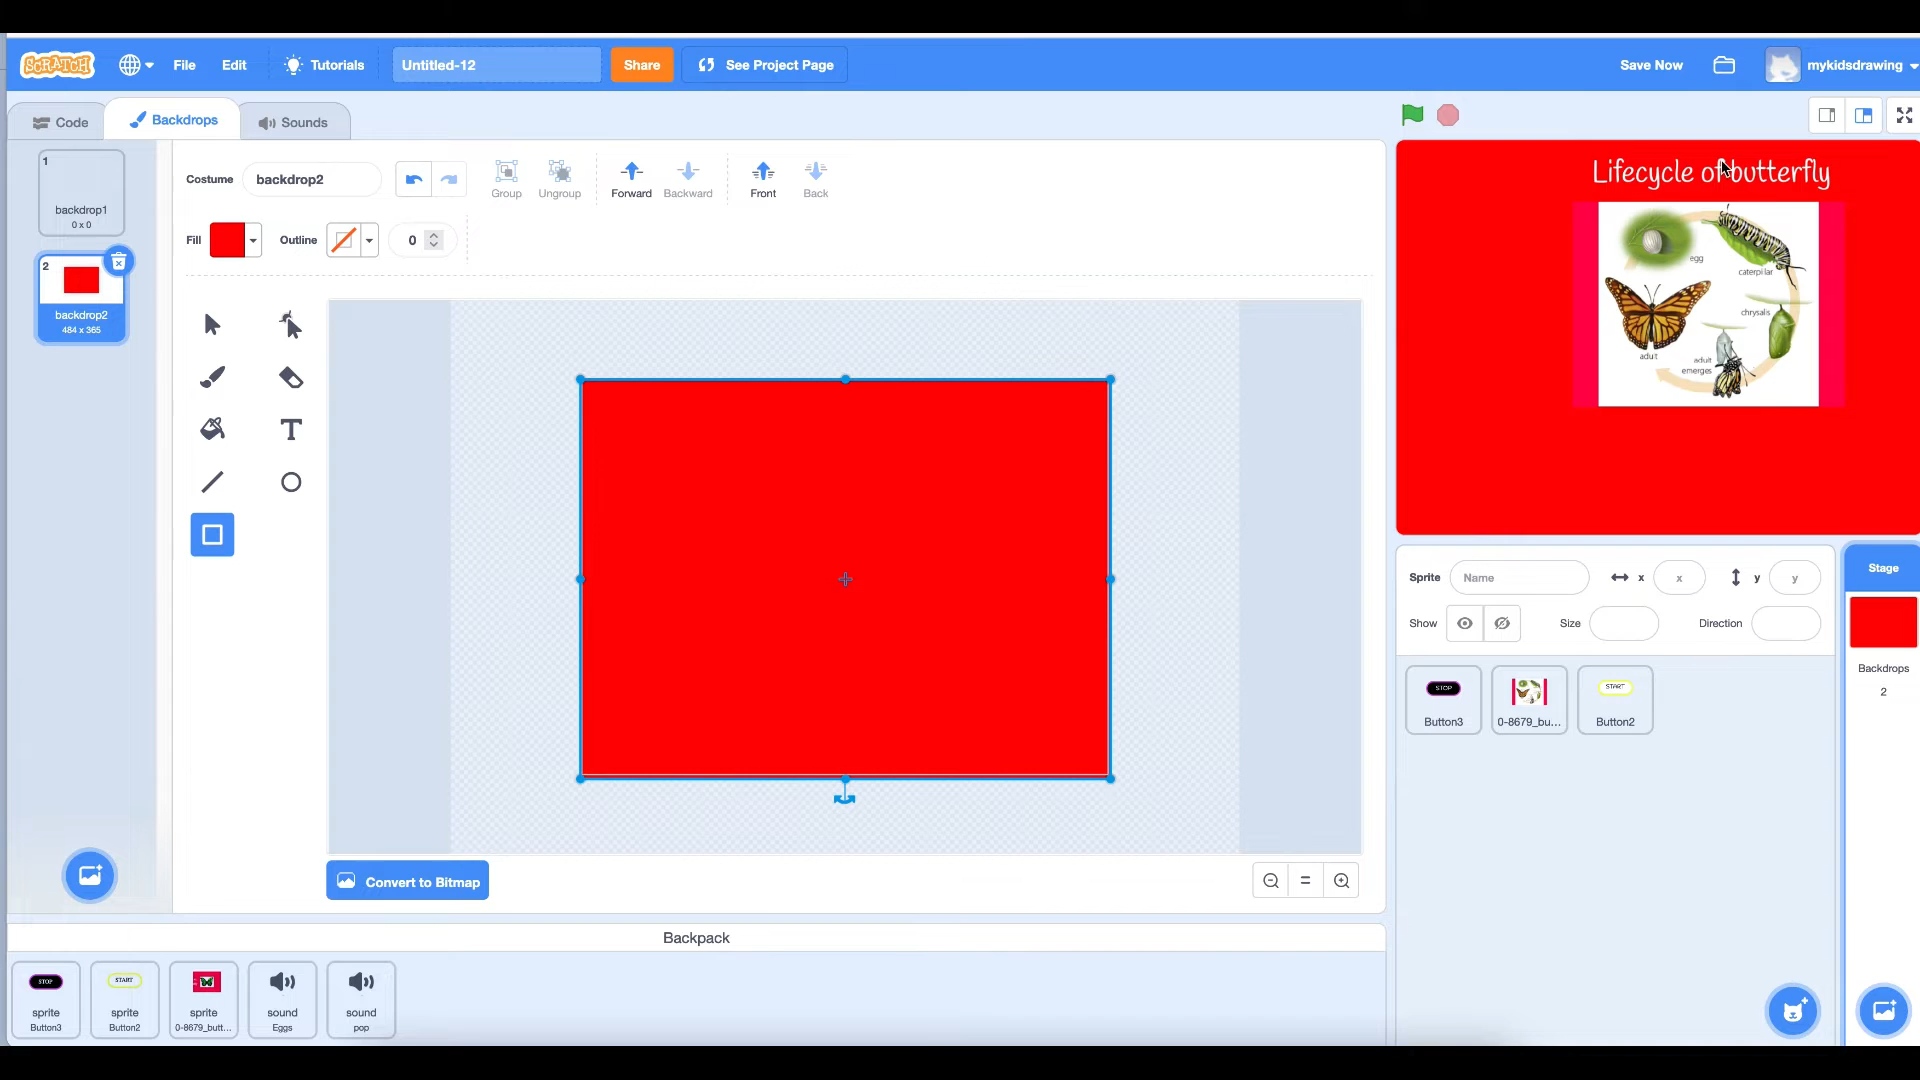 SCRATCH
File
Edit
Tutorials
Untitled-12
Share
See Project Page
Save Now
mykidsdrawing
Code
Backdrops
Sounds
1
backdrop1
0 x 0
2
backdrop2
484 x 365
Costume
backdrop2
Group
Ungroup
Forward
Backward
Front
Back
Fill
Outline
0
T
Convert to Bitmap
=
Lifecycle of butterfly
egg
caterpillar
chrysalis
adult
adult
emerges
Sprite
Name
x
x
y
y
Show
Size
Direction
STOP
Button3
0-8679_bu...
START
Button2
Stage
Backdrops
2
Backpack
STOP
sprite
Button3
START
sprite
Button2
sprite
0-8679_butt...
sound
Eggs
sound
pop